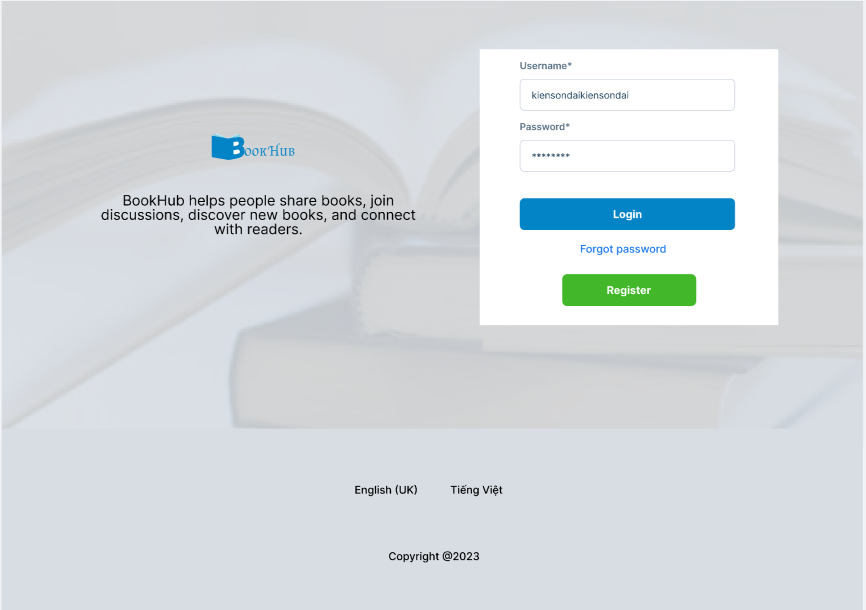 BookHub
BookHub helps people share books, join
discussions, discover new books, and connect
with readers.
Username*
kiensondaikiensondai
Password*
********
Login
Forgot password
Register
English (UK)
Tiếng Việt
Copyright @2023